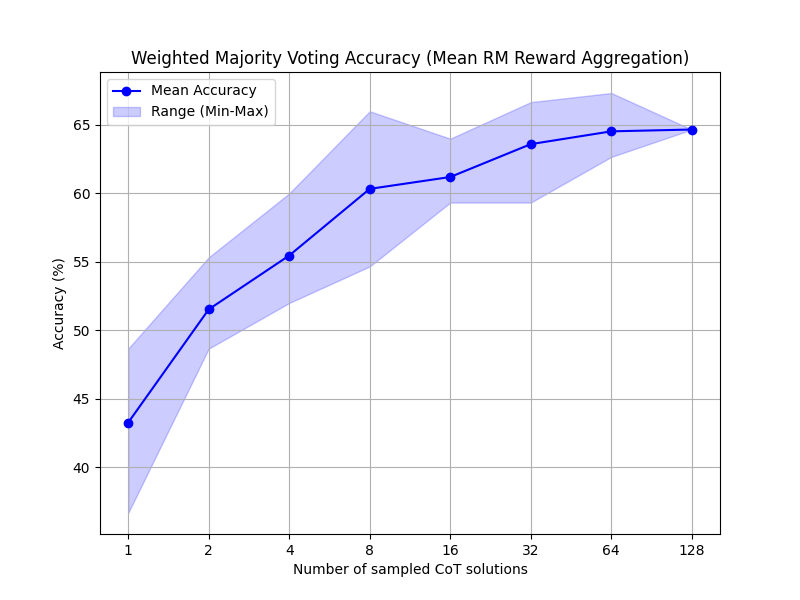 Weighted Majority Voting Accuracy (Mean RM Reward Aggregation)
Mean Accuracy
Range (Min-Max)
Accuracy (%)
65
60
55
50
45
40
1 2 4 8 16 32 64 128
Number of sampled CoT solutions